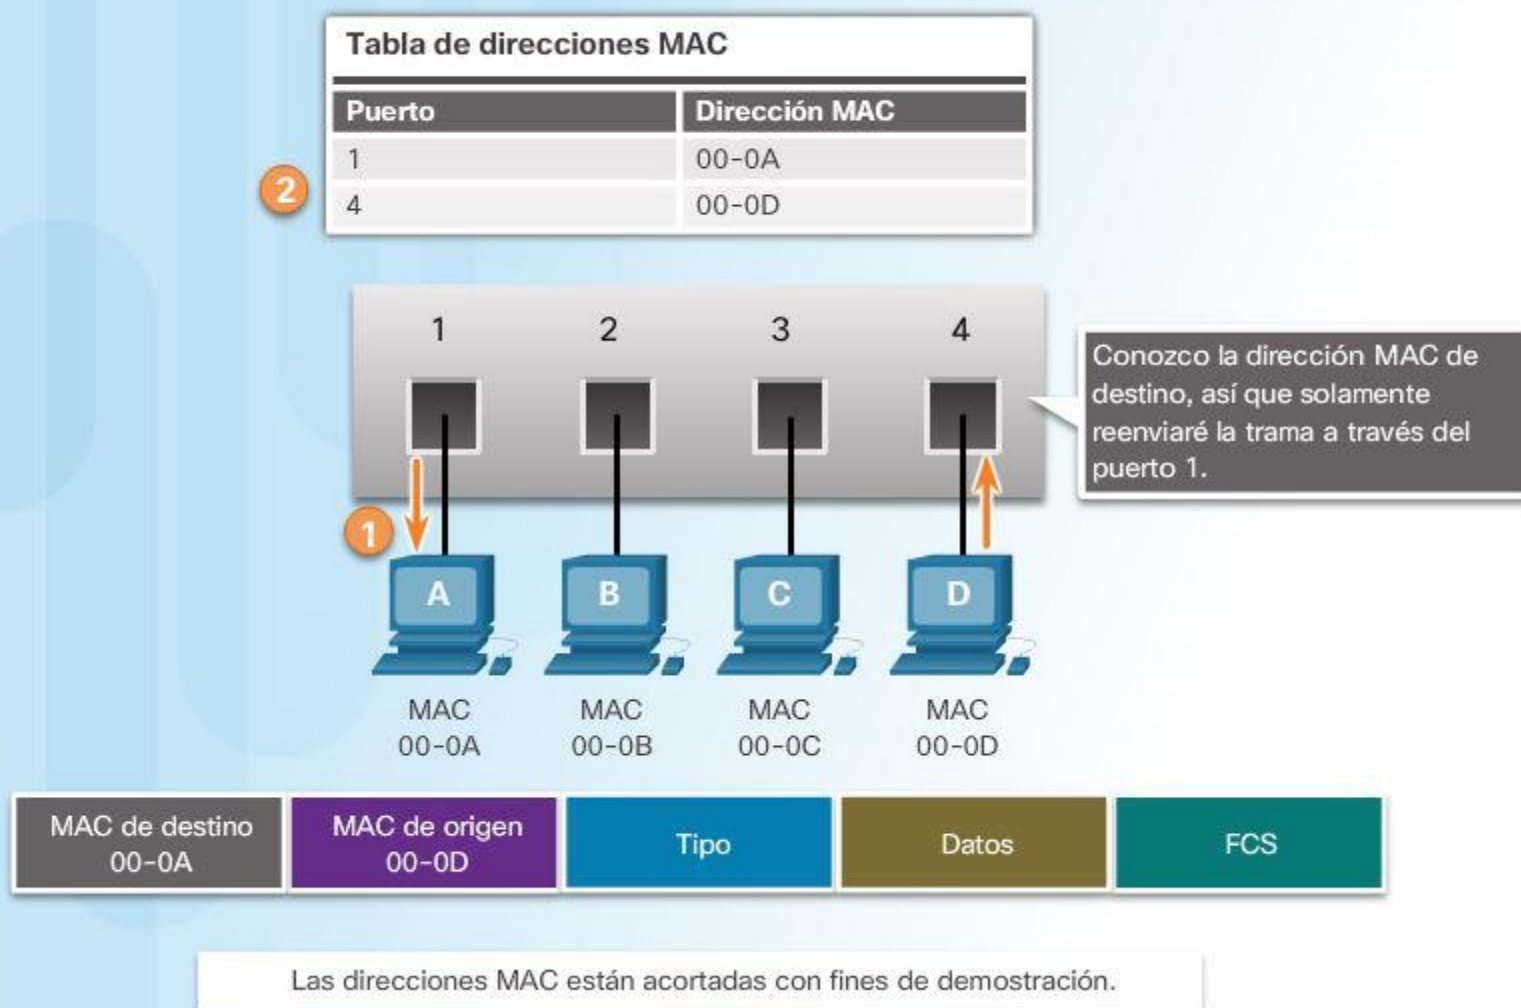 Tabla de direcciones MAC
Puerto Dirección MAC
1 00-0A
2
4 00-0D
1 2 3 4
Conozco la dirección MAC de
destino, así que solamente
reenviaré la trama a través del
puerto 1.
1
A B C D
MAC MAC MAC MAC
00-0A 00-0B 00-0C 00-0D
MAC de destino
00-0A
MAC de origen
00-0D
Tipo
Datos
FCS
Las direcciones MAC están acortadas con fines de demostración.